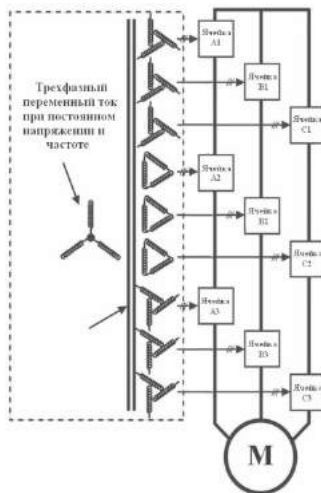 Ячейка
A1
Трехфазный
переменный ток
при постоянном
напряжении и
частоте
Ячейка
B1
Ячейка
C1
Ячейка
A2
Ячейка
B2
Ячейка
C2
Ячейка
A3
Ячейка
B3
Ячейка
C3
M